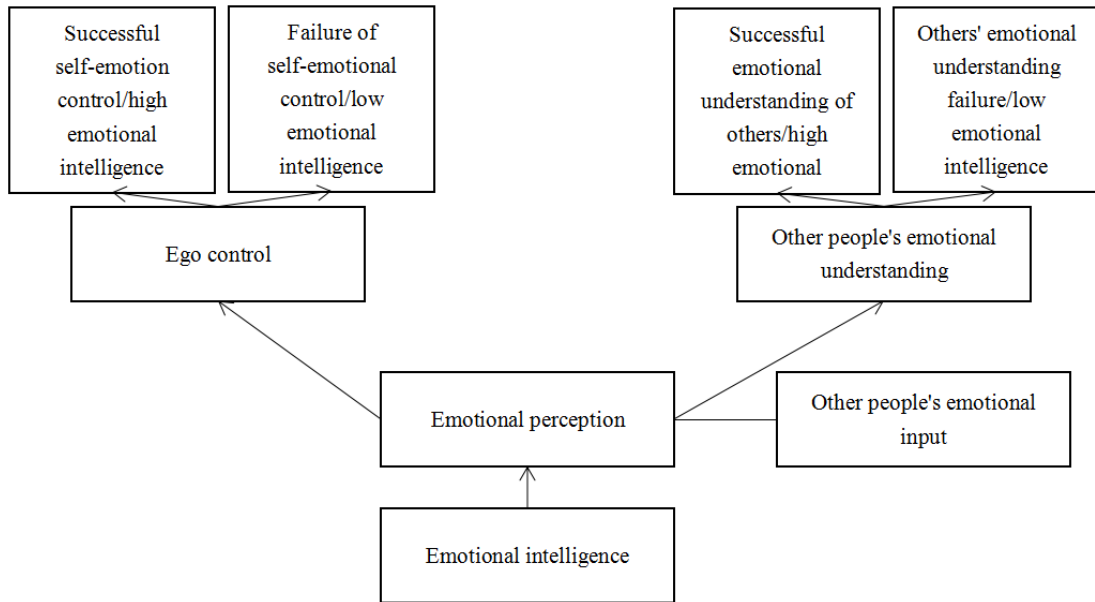 Successful
self-emotion
control/high
emotional
intelligence
Failure of
self-emotional
control/low
emotional
intelligence
Successful
emotional
understanding of
others/high
emotional
Others' emotional
understanding
failure/low
emotional
intelligence
Ego control
Other people's emotional
understanding
Emotional perception
Other people's emotional
input
Emotional intelligence